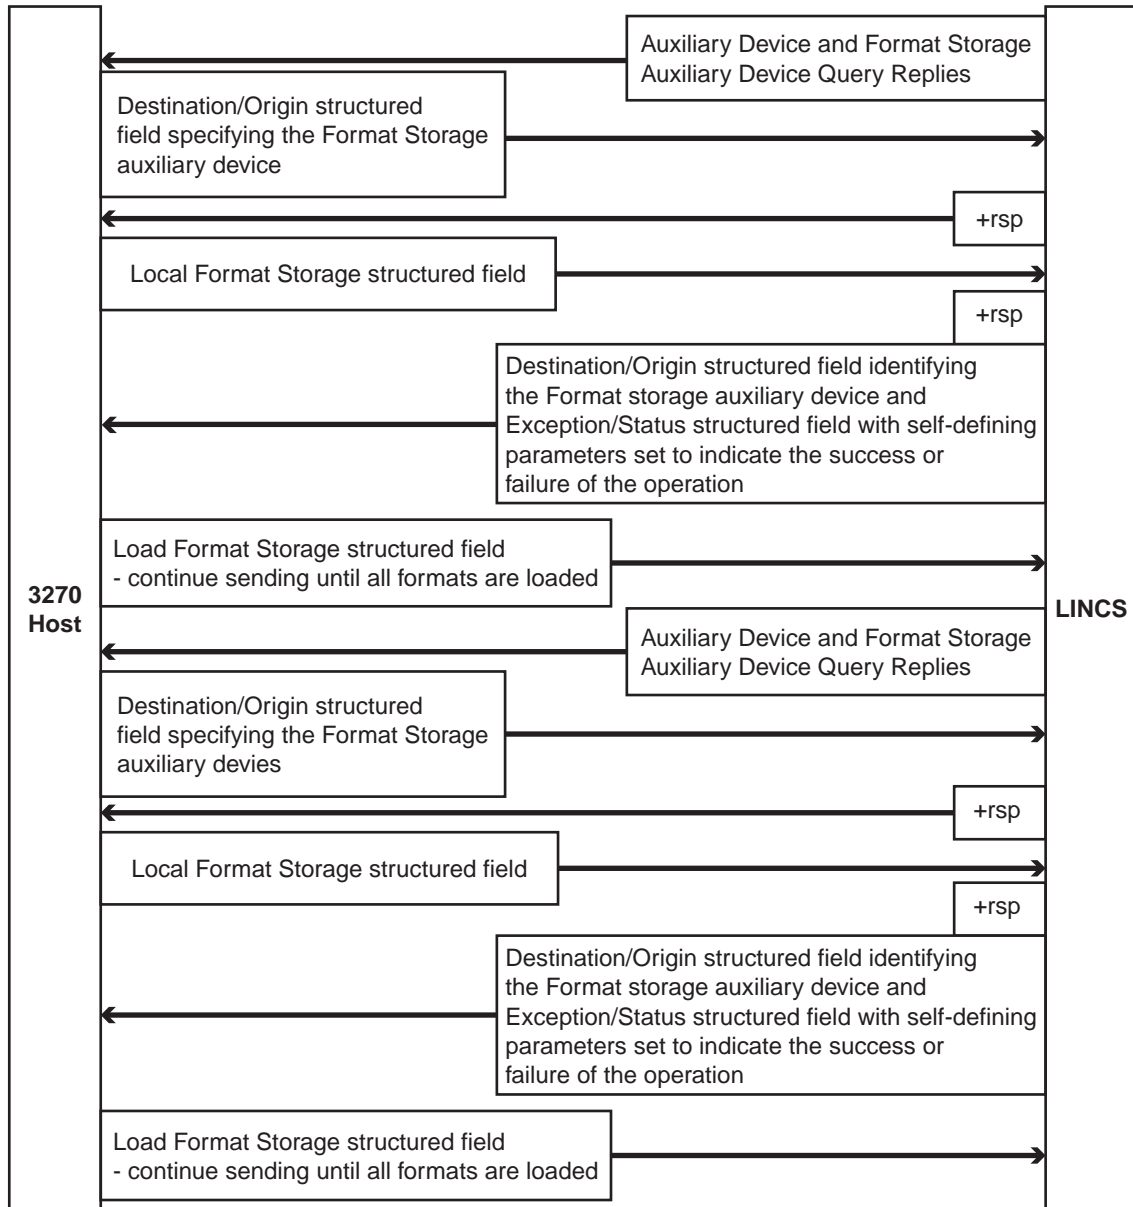 Auxiliary Device and Format Storage
Auxiliary Device Query Replies
Destination/Origin structured
field specifying the Format Storage
auxiliary device
+rsp
Local Format Storage structured field
+rsp
Destination/Origin structured field identifying
the Format storage auxiliary device and
Exception/Status structured field with self-defining
parameters set to indicate the success or
failure of the operation
Load Format Storage structured field
- continue sending until all formats are loaded
3270
Host
LINCS
Auxiliary Device and Format Storage
Auxiliary Device Query Replies
Destination/Origin structured
field specifying the Format Storage
auxiliary devies
+rsp
Local Format Storage structured field
+rsp
Destination/Origin structured field identifying
the Format storage auxiliary device and
Exception/Status structured field with self-defining
parameters set to indicate the success or
failure of the operation
Load Format Storage structured field
- continue sending until all formats are loaded